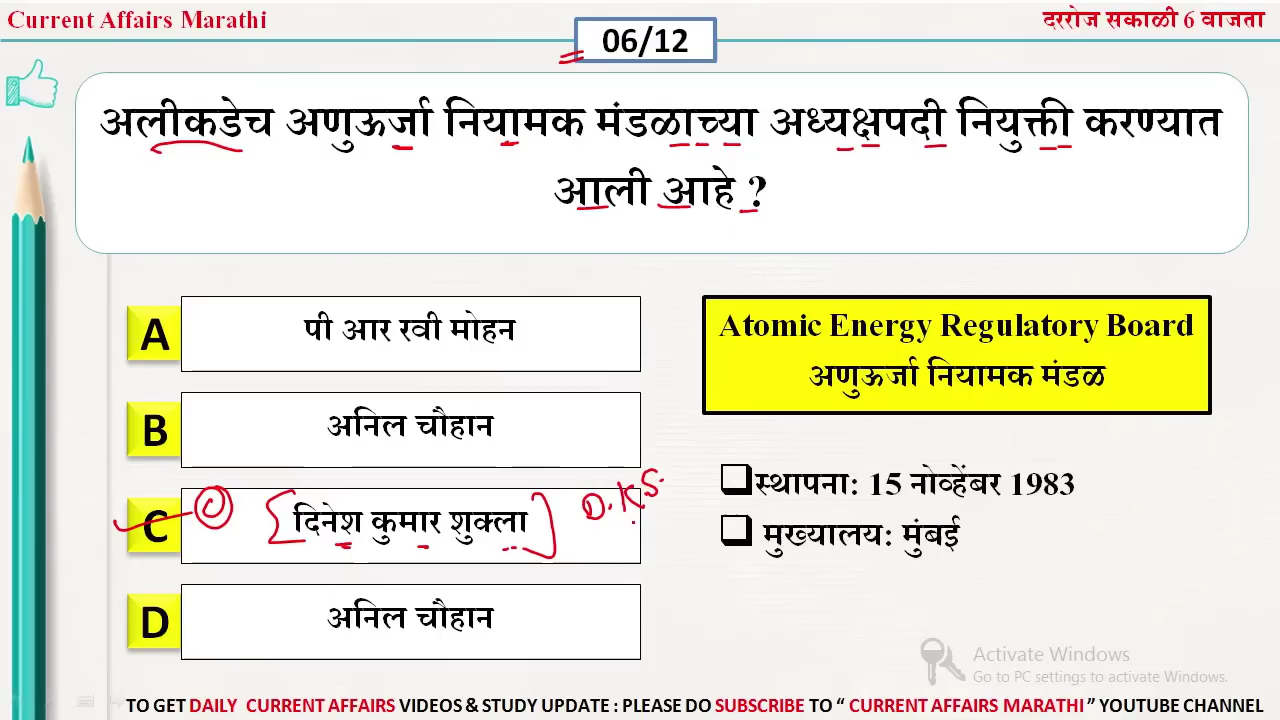 Current Affairs Marathi
दररोज सकाळी 6 वाजता
06/12
अलीकडेच अणुऊर्जा नियामक मंडळाच्या अध्यक्षपदी नियुक्ती करण्यात
आली आहे ?
A
पी आर रवी मोहन
B
अनिल चौहान
C
दिनेश कुमार शुक्ला
D.K.S.
D
अनिल चौहान
Atomic Energy Regulatory Board
अणुऊर्जा नियामक मंडळ
स्थापना: 15 नोव्हेंबर 1983
मुख्यालय: मुंबई
Activate Windows
Go to PC settings to activate Windows.
TO GET DAILY CURRENT AFFAIRS VIDEOS & STUDY UPDATE : PLEASE DO SUBSCRIBE TO “ CURRENT AFFAIRS MARATHI ” YOUTUBE CHANNEL